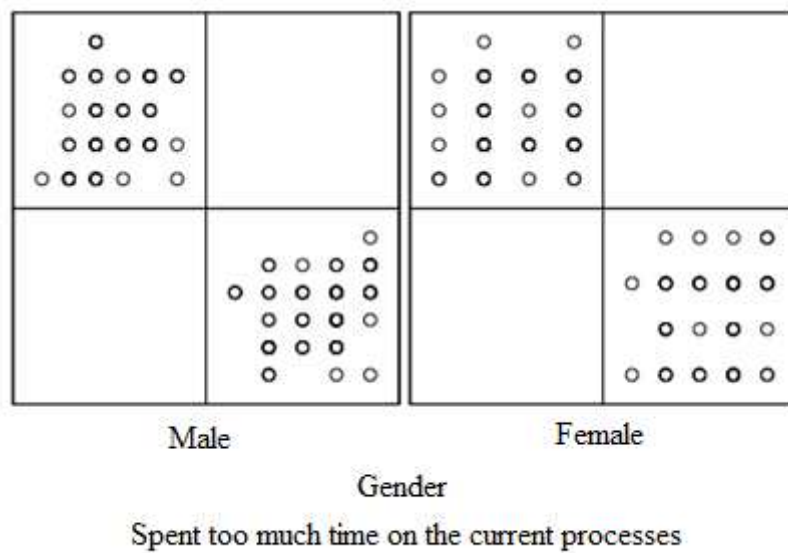 Male
Female
Gender
Spent too much time on the current processes